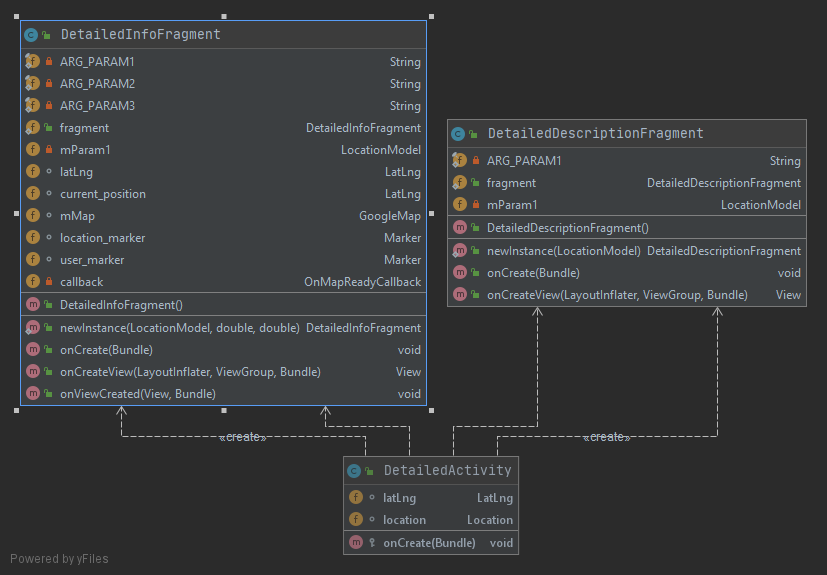 DetailedInfoFragment
ARG_PARAM1 String
ARG_PARAM2 String
ARG_PARAM3 String
fragment DetailedInfoFragment
mParam1 LocationModel
latLng LatLng
current_position LatLng
mMap GoogleMap
location_marker Marker
user_marker Marker
callback OnMapReadyCallback
DetailedInfoFragment()
newInstance(LocationModel, double, double) DetailedInfoFragment
onCreate(Bundle) void
onCreateView(LayoutInflater, ViewGroup, Bundle) View
onViewCreated(View, Bundle) void
DetailedDescriptionFragment
ARG_PARAM1 String
fragment DetailedDescriptionFragment
mParam1 LocationModel
DetailedDescriptionFragment()
newInstance(LocationModel) DetailedDescriptionFragment
onCreate(Bundle) void
onCreateView(LayoutInflater, ViewGroup, Bundle) View
«create»
«create»
DetailedActivity
latLng LatLng
location Location
onCreate(Bundle) void
Powered by yFiles